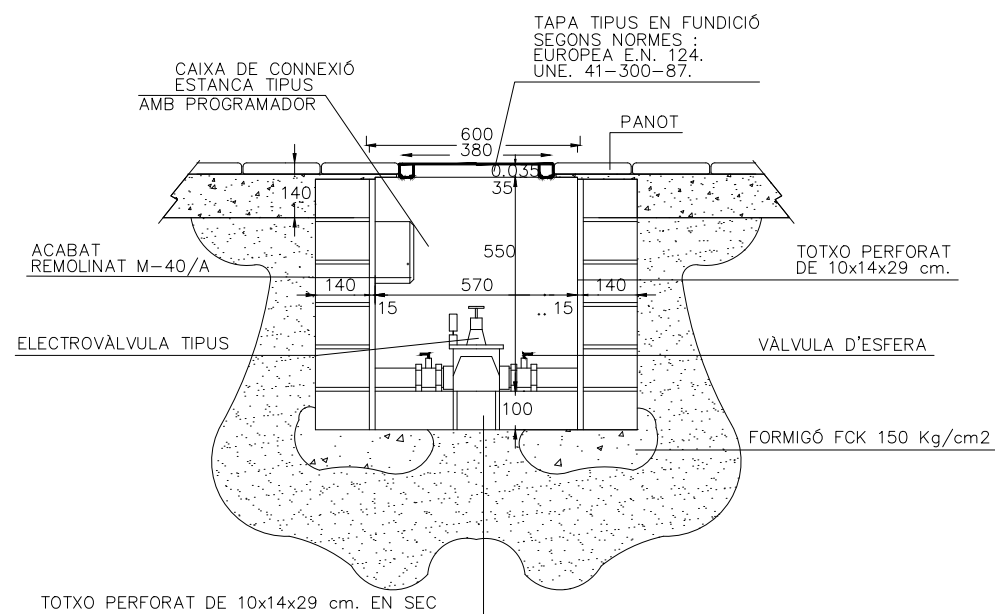 TAPA TIPUS EN FUNDICIÓ
SEGONS NORMES :
EUROPEA E.N. 124.
UNE. 41-300-87.
CAIXA DE CONNEXIÓ
ESTANCA TIPUS
AMB PROGRAMADOR
PANOT
600
380
0.035
35
140
550
ACABAT
REMOLINAT M-40/A
TOTXO PERFORAT
DE 10x14x29 cm.
140
570
140
15
15
ELECTROVÀLVULA TIPUS
VÀLVULA D'ESFERA
100
FORMIGÓ FCK 150 Kg/cm2
TOTXO PERFORAT DE 10x14x29 cm. EN SEC